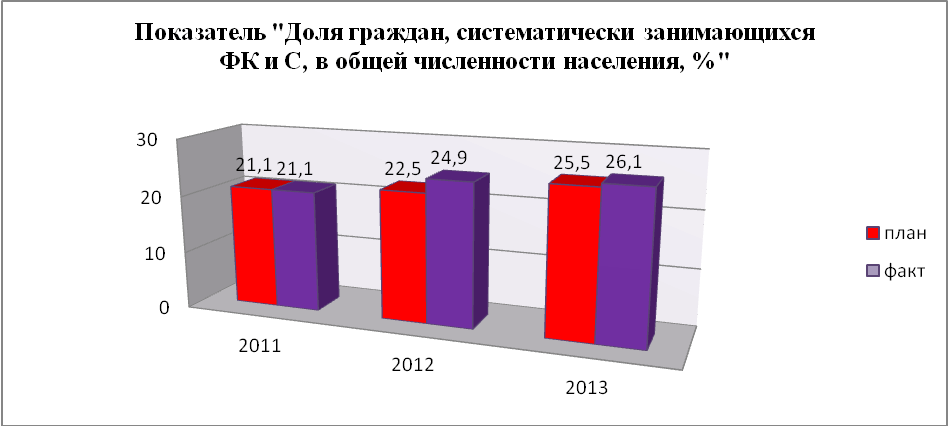 Показатель "Доля граждан, систематически занимающихся
ФК и С, в общей численности населения, %"
30
20
10
0
21,1 21,1
22,5 24,9
25,5 26,1
2011
2012
2013
план
факт